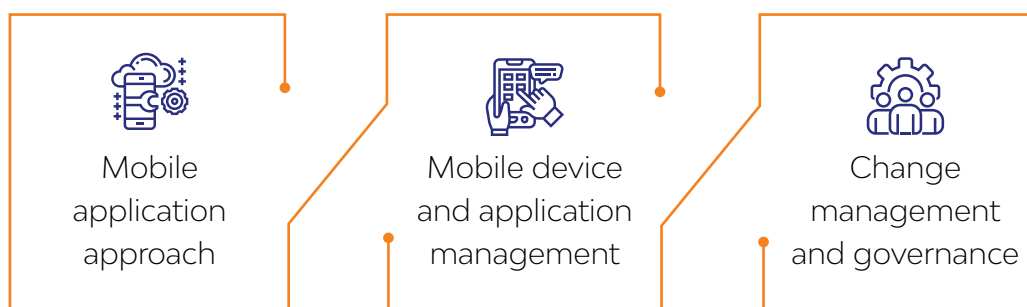 Mobile
application
approach
Mobile device
and application
management
Change
management
and governance